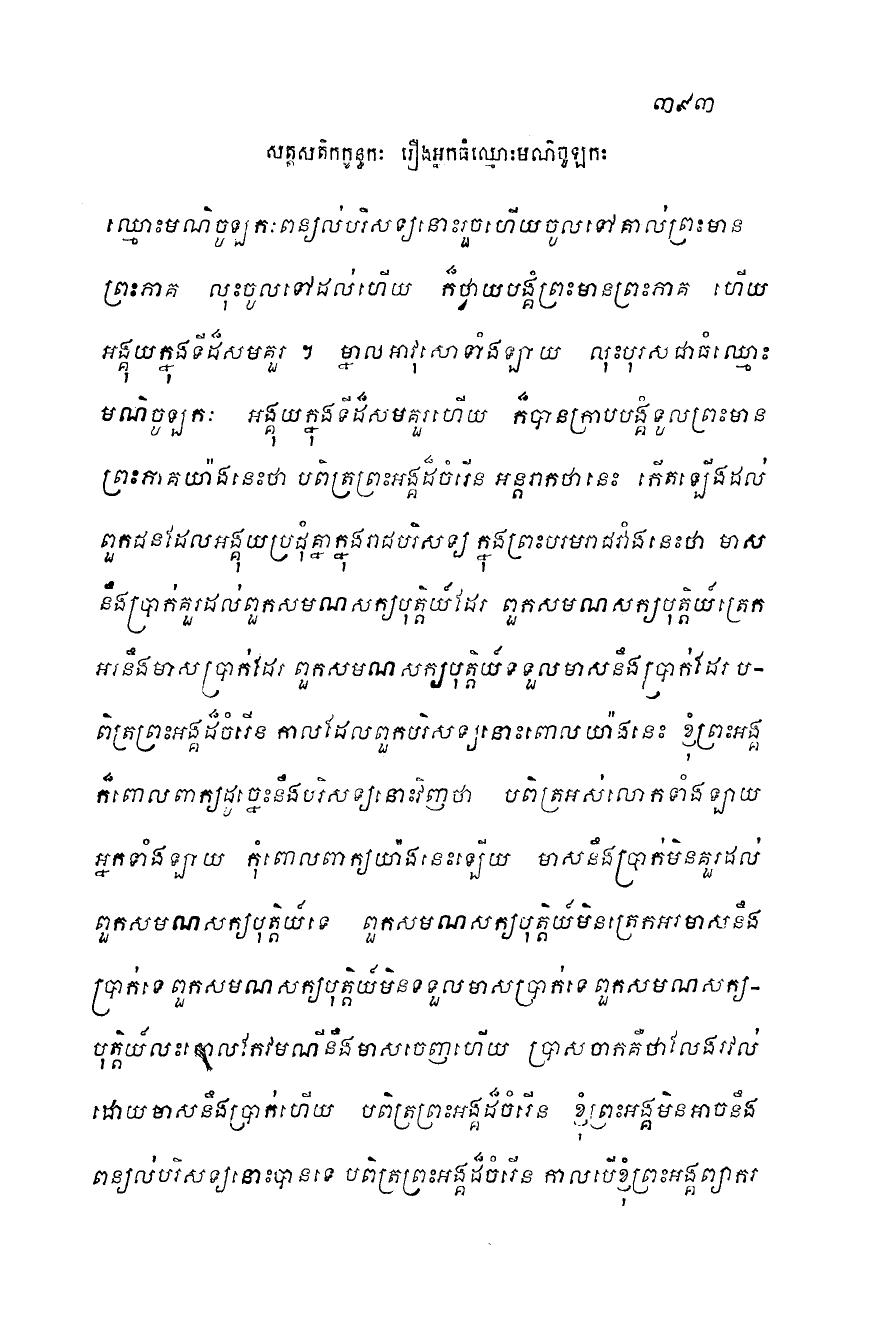 ៣៩៣
សត្តសតិកក្ខន្ធកៈ រឿងអ្នកធំឈ្មោះមណិចូឡកៈ
ឈ្មោះមណិចូឡកៈពន្យល់បរិសទ្យនោះរួចហើយចូលទៅគាល់ព្រះមាន
ព្រះភាគ លុះចូលទៅដល់ហើយ ក៏ថ្វាយបង្គំព្រះមានព្រះភាគ ហើយ
អង្គុយក្នុងទីដ៏សមគួរ ។ ម្នាលអាវុសោទាំងឡាយ លុះបុរសជាធំឈ្មោះ
មណិចូឡកៈ អង្គុយក្នុងទីដ៏សមគួរហើយ ក៏បានក្រាបបង្គំទូលព្រះមាន
ព្រះភាគយ៉ាងនេះថា បពិត្រព្រះអង្គដ៏ចំរើន អន្តរាកថានេះ កើតឡើងដល់
ពួកជនដែលអង្គុយប្រជុំគ្នាក្នុងរាជបរិសទ្យ ក្នុងព្រះបរមរាជវាំងនេះថា មាស
នឹងប្រាក់គួរដល់ពួកសមណសក្យបុត្តិយ៍ដែរ ពួកសមណសក្យបុត្តិយ៍ត្រេក
អរនឹងមាសប្រាក់ដែរ ពួកសមណសក្យបុត្តិយ៍ទទួលមាសនឹងប្រាក់ដែរ ប-
ពិត្រព្រះអង្គដ៏ចំរើន កាលដែលពួកបរិសទ្យនោះពោលយ៉ាងនេះ ខ្ញុំព្រះអង្គ
ក៏ពោលពាក្យដូច្នេះនឹងបរិសទ្យនោះវិញថា បពិត្រអស់លោកទាំងឡាយ
អ្នកទាំងឡាយ កុំពោលពាក្យយ៉ាងនេះឡើយ មាសនឹងប្រាក់មិនគួរដល់
ពួកសមណសក្យបុត្តិយ៍ទេ ពួកសមណសក្យបុត្តិយ៍មិនត្រេកអរមាសនឹង
ប្រាក់ទេ ពួកសមណសក្យបុត្តិយ៍មិនទទួលមាសប្រាក់ទេ ពួកសមណសក្យ-
បុត្តិយ៍លះចោលកែវមណីនឹងមាសចេញហើយ ប្រាសចាកគឺថាលែងរវល់
ដោយមាសនឹងប្រាក់ហើយ បពិត្រព្រះអង្គដ៏ចំរើន ខ្ញុំព្រះអង្គមិនអាចនឹង
ពន្យល់បរិសទ្យនោះបានទេ បពិត្រព្រះអង្គដ៏ចំរើន កាលបើខ្ញុំព្រះអង្គព្យាករ